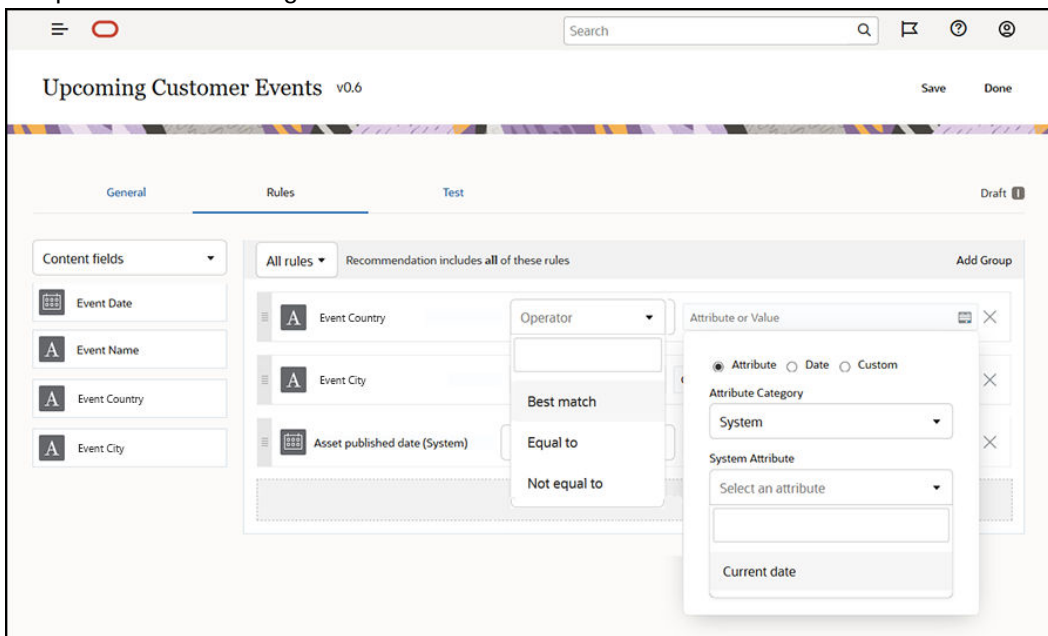 Search
Upcoming Customer Events v0.6
Save Done
General Rules Test Draft
Content fields
All rules Recommendation includes all of these rules Add Group
Event Date
Event Name
Event Country
Event City
Event Country Operator Attribute or Value
Event City
Asset published date (System)
Best match
Equal to
Not equal to
Attribute Date Custom
Attribute Category
System
System Attribute
Select an attribute
Current date